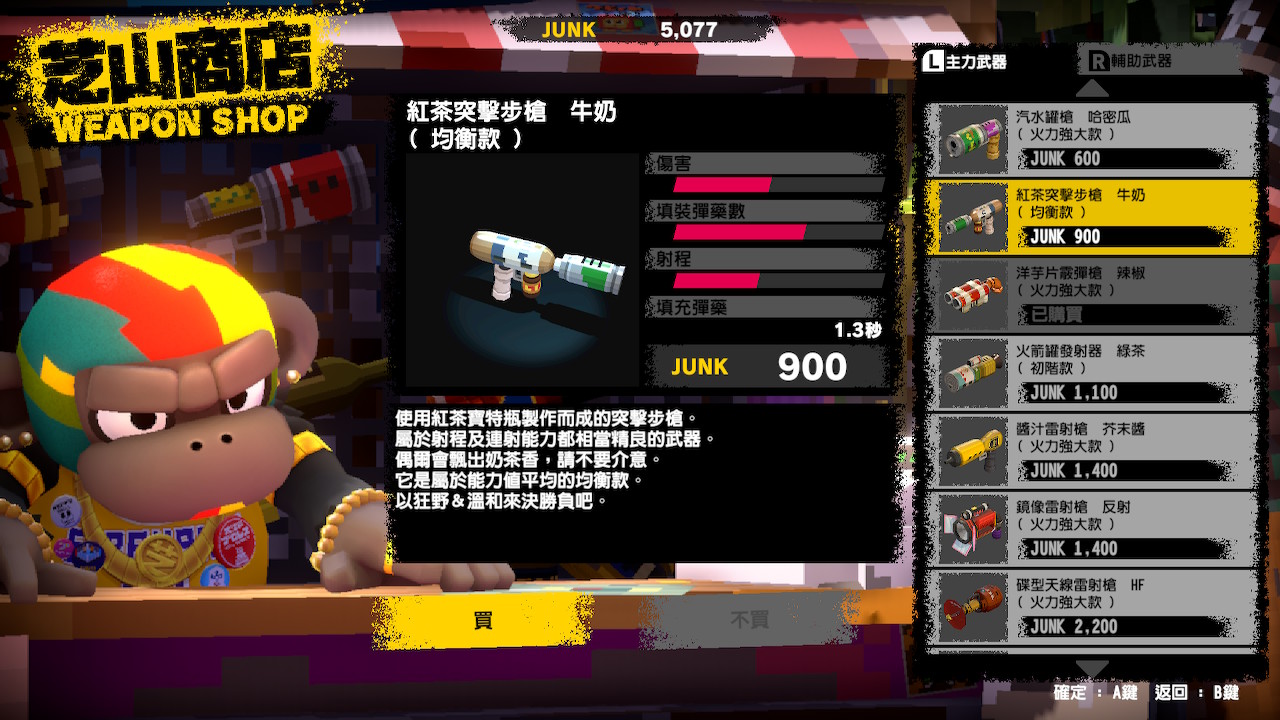 芝山商店
WEAPON SHOP
JUNK 5,077
紅茶突擊步槍 牛奶
( 均衡款 )
傷害
填裝彈藥數
射程
填充彈藥
1.3秒
JUNK 900
使用紅茶寶特瓶製作而成的突擊步槍。
屬於射程及連射能力都相當精良的武器。
偶爾會飄出奶茶香，請不要介意。
它是屬於能力值平均的均衡款。
以狂野＆溫和來決勝負吧。
買
不買
L主力武器
R輔助武器
汽水罐槍 哈密瓜
( 火力強大款 )
JUNK 600
紅茶突擊步槍 牛奶
( 均衡款 )
JUNK 900
洋芋片霰彈槍 辣椒
( 火力強大款 )
已購買
火箭罐發射器 綠茶
( 初階款 )
JUNK 1,100
醬汁雷射槍 芥末醬
( 火力強大款 )
JUNK 1,400
鏡像雷射槍 反射
( 火力強大款 )
JUNK 1,400
碟型天線雷射槍 HF
( 火力強大款 )
JUNK 2,200
確定 : A鍵 返回 : B鍵